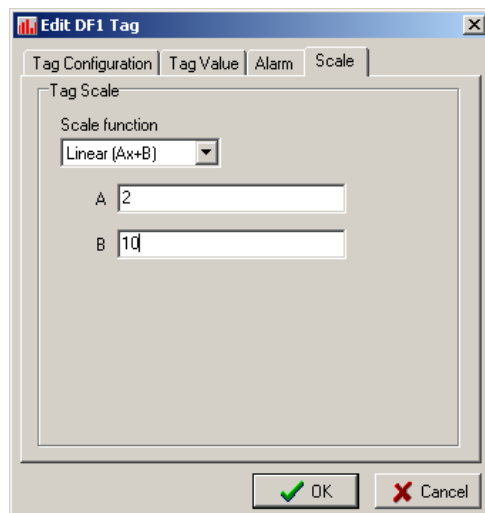 Edit DF1 Tag
Tag Configuration Tag Value Alarm Scale
Tag Scale
Scale function
Linear (Ax+B)
A 2
B 10
OK Cancel